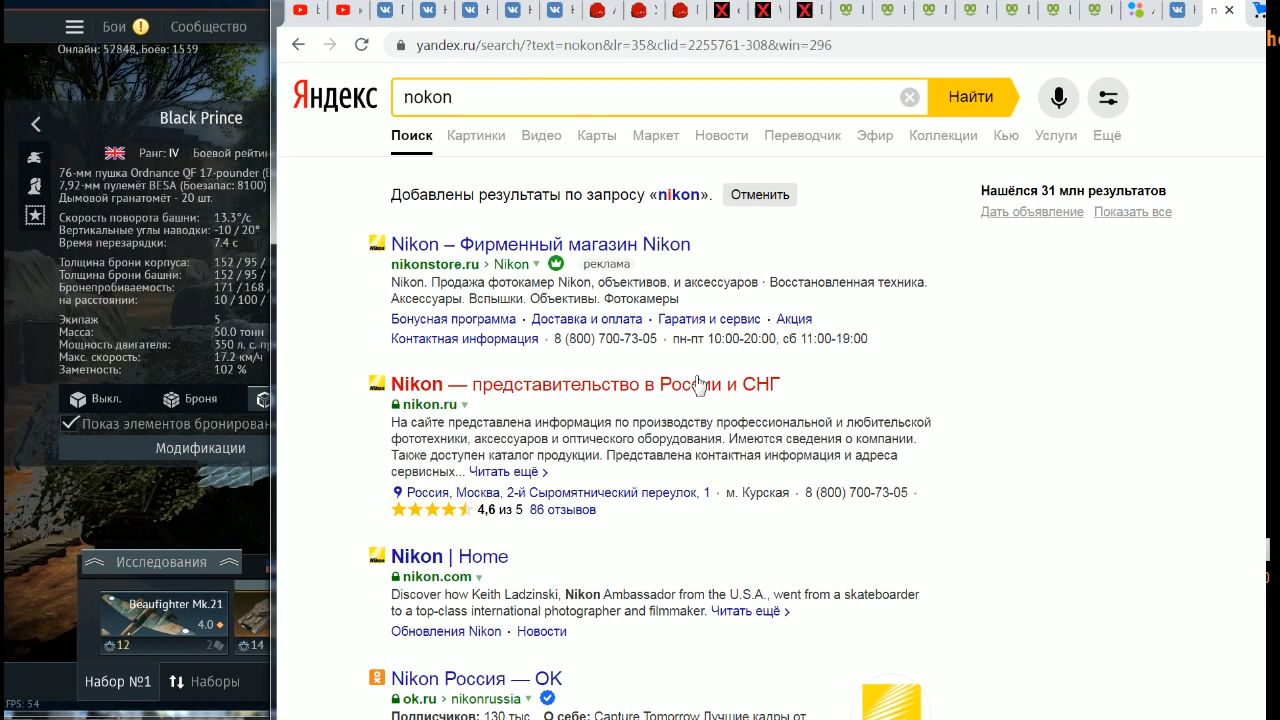 Бои
Сообщество
Онлайн: 52848, Боёв: 1539
Black Prince
Ранг: IV Боевой рейтин
76-мм пушка Ordnance QF 17-pounder (Б
7,92-мм пулемёт BESA (Боезапас: 8100)
Дымовой гранатомёт - 20 шт.
Скорость поворота башни: 13.3°/с
Вертикальные углы наводки: -10 / 20°
Время перезарядки: 7.4 с
Толщина брони корпуса: 152 / 95 /
Толщина брони башни: 152 / 95 /
Бронепробиваемость: 171 / 168
на расстоянии: 10 / 100 /
Экипаж 5
Масса: 50.0 тонн
Мощность двигателя: 350 л. с. п
Макс. скорость: 17.2 км/ч
Заметность: 102 %
Выкл. Броня
Показ элементов бронирован
Модификации
Исследования
Beaufighter Mk.21
4.0
12 2 14
Набор №1 Наборы
FPS: 54
yandex.ru/search/?text=nokon&lr=35&clid=2255761-308&win=296
Яндекс
nokon
Найти
Поиск Картинки Видео Карты Маркет Новости Переводчик Эфир Коллекции Кью Услуги Ещё
Добавлены результаты по запросу «nikon». Отменить
Нашёлся 31 млн результатов
Дать объявление Показать все
Nikon – Фирменный магазин Nikon
nikonstore.ru › Nikon реклама
Nikon. Продажа фотокамер Nikon, объективов, и аксессуаров · Восстановленная техника.
Аксессуары. Вспышки. Объективы. Фотокамеры
Бонусная программа · Доставка и оплата · Гаратия и сервис · Акция
Контактная информация · 8 (800) 700-73-05 · пн-пт 10:00-20:00, сб 11:00-19:00
Nikon — представительство в России и СНГ
nikon.ru
На сайте представлена информация по производству профессиональной и любительской
фототехники, аксессуаров и оптического оборудования. Имеются сведения о компании.
Также доступен каталог продукции. Представлена контактная информация и адреса
сервисных... Читать ещё ›
Россия, Москва, 2-й Сыромятнический переулок, 1 · м. Курская · 8 (800) 700-73-05 ·
4,6 из 5 86 отзывов
Nikon | Home
nikon.com
Discover how Keith Ladzinski, Nikon Ambassador from the U.S.A., went from a skateboarder
to a top-class international photographer and filmmaker. Читать ещё ›
Обновления Nikon · Новости
Nikon Россия — OK
ok.ru › nikonrussia
Подписчиков: 130 тыс. О себе: Capture Tomorrow Лучшие кадры от